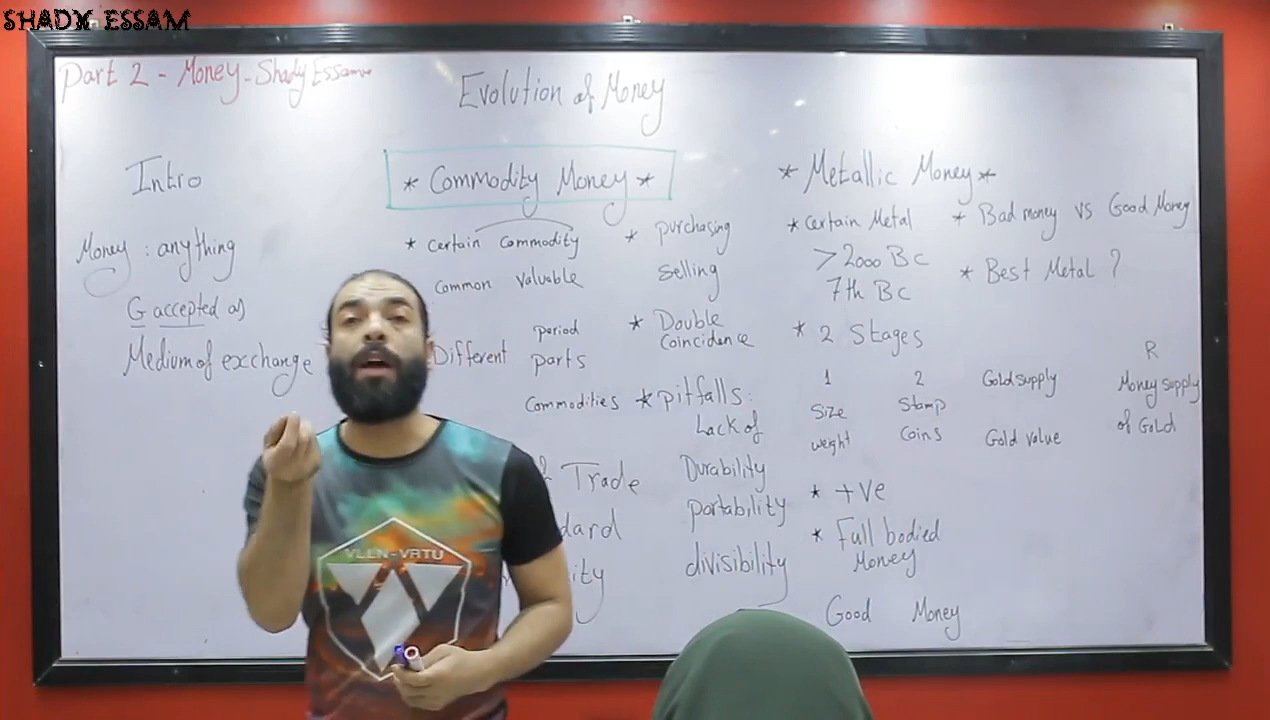 SHADY ESSAM
Part 2 - Money - Shady Essam
Evolution of Money
Intro
Money : anything
G accepted as
Medium of exchange
* Commodity Money *
* Certain Commodity
Common Valuable
Different
period
parts
Commodities
Trade
dard
ity
* purchasing
selling
* Double
Coincidence
* pitfalls:
Lack of
Durability
portability
divisibility
* Metallic Money *
* Certain Metal
> 2000 BC
7th BC
* 2 Stages
1
Size
weight
2
Stamp
Coins
* +ve
* Full bodied
Money
Good Money
* Bad money vs Good Money
* Best Metal ?
Gold supply
Gold value
R
Money supply
of Gold
VLLN-VRTU